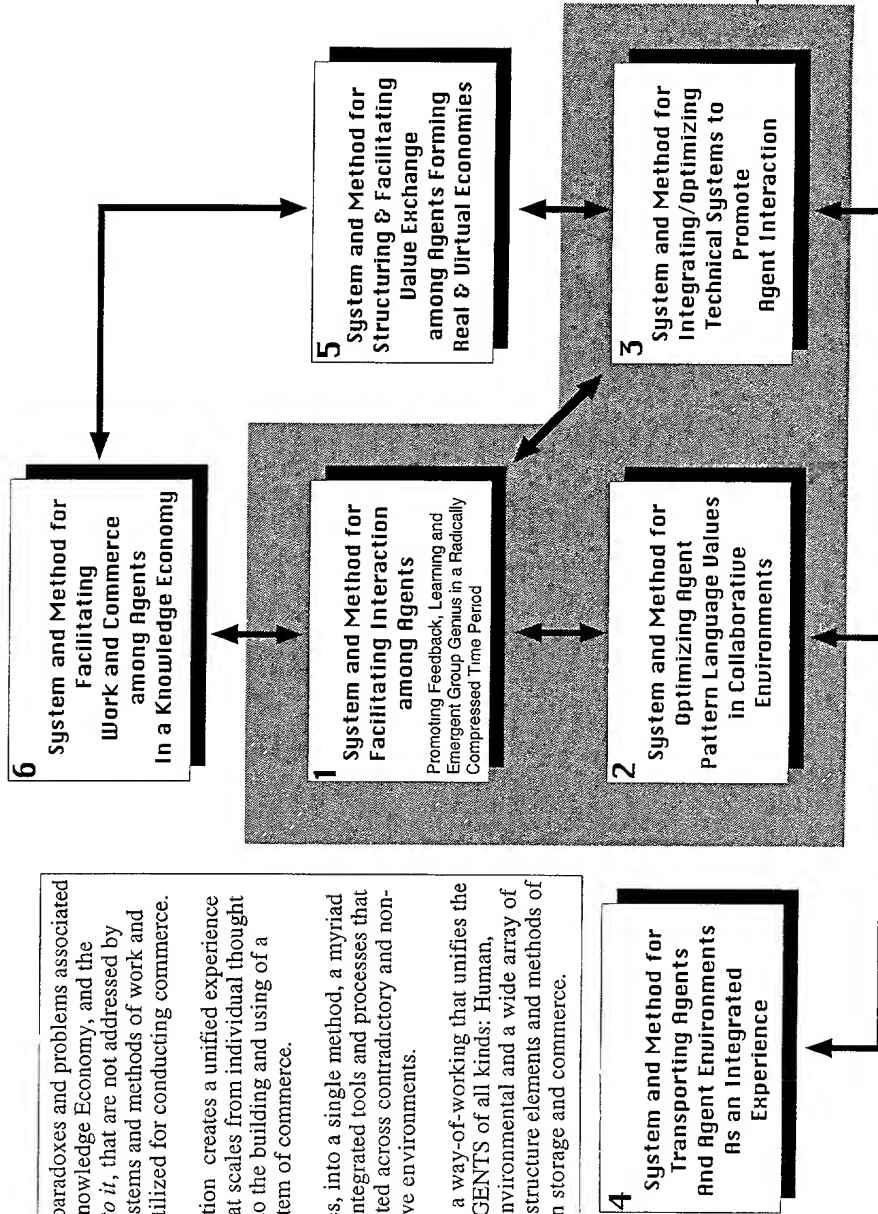 paradoxes and problems associated
nowledge Economy, and the
to it, that are not addressed by
stems and methods of work and
tilized for conducting commerce.
tion creates a unified experience
at scales from individual thought
o the building and using of a
tem of commerce.
s, into a single method, a myriad
ntegrated tools and processes that
ted across contradictory and non-
ve environments.
a way-of-working that unifies the
GENTS of all kinds: Human,
nvironmental and a wide array of
structure elements and methods of
n storage and commerce.
6
System and Method for
Facilitating
Work and Commerce
among Agents
In a Knowledge Economy
1
System and Method for
Facilitating Interaction
among Agents
Promoting Feedback, Learning and
Emergent Group Genius in a Radically
Compressed Time Period
5
System and Method for
Structuring & Facilitating
Value Exchange
among Agents Forming
Real & Virtual Economies
4
System and Method for
Transporting Agents
And Agent Environments
As an Integrated
Experience
2
System and Method for
Optimizing Agent
Pattern Language Values
in Collaborative
Environments
3
System and Method for
Integrating/Optimizing
Technical Systems to
Promote
Agent Interaction